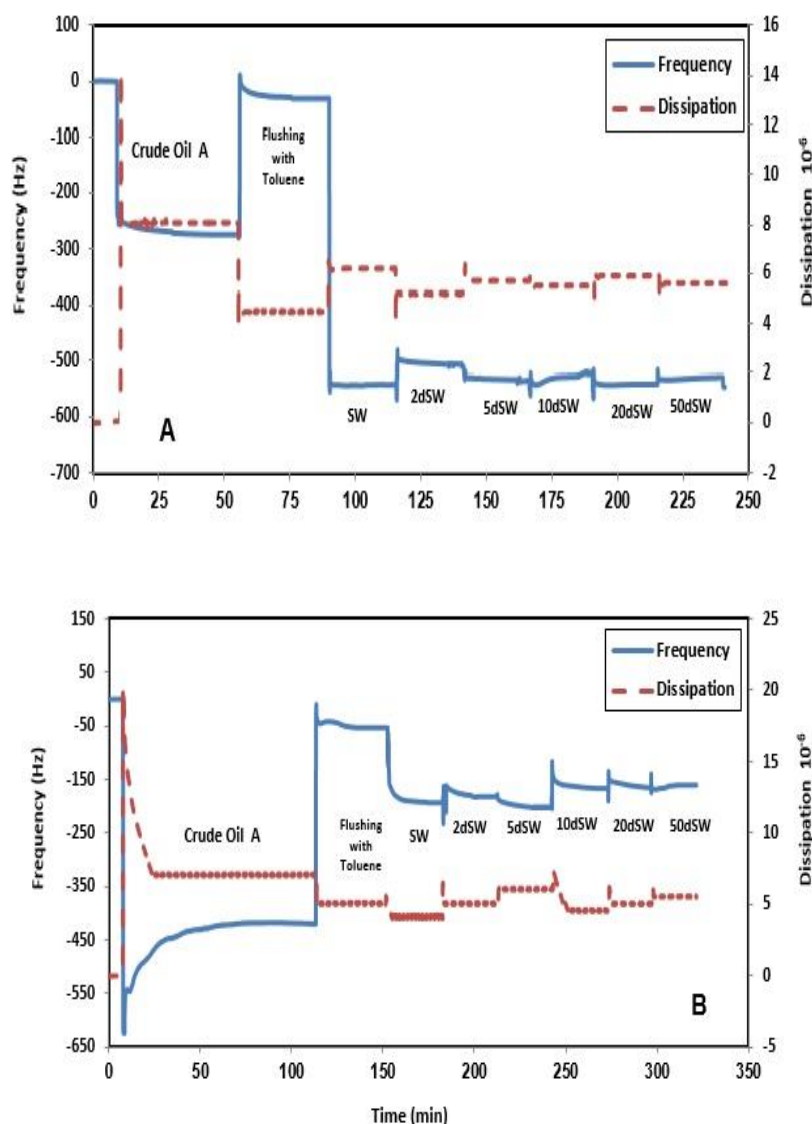 100
0
-100
-200
-300
-400
-500
-600
-700
Frequency (Hz)
16
14
12
10
8
6
4
2
0
-2
Dissipation 10-6
Frequency
Dissipation
Crude Oil A
Flushing
with
Toluene
SW
2dSW
5dSW
10dSW
20dSW
50dSW
A
0 25 50 75 100 125 150 175 200 225 250
150
50
-50
-150
-250
-350
-450
-550
-650
Frequency (Hz)
25
20
15
10
5
0
-5
Dissipation 10-6
Frequency
Dissipation
Crude Oil A
Flushing
with
Toluene
SW
2dSW
5dSW
10dSW
20dSW
50dSW
B
0 50 100 150 200 250 300 350
Time (min)